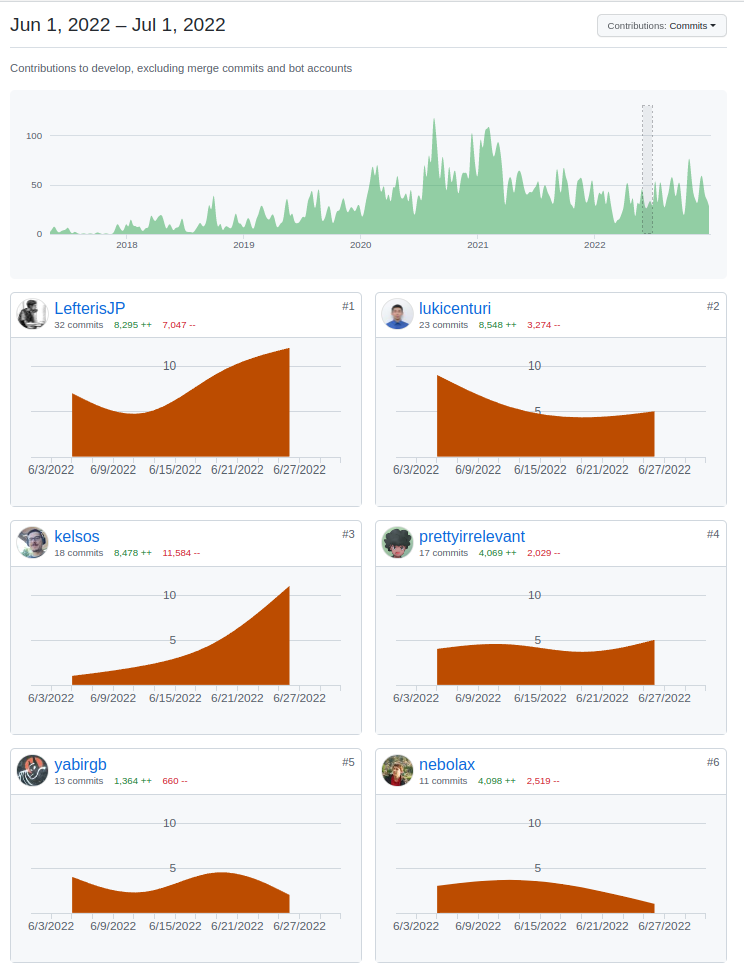 Jun 1, 2022 – Jul 1, 2022
Contributions: Commits
Contributions to develop, excluding merge commits and bot accounts
100
50
0
2018 2019 2020 2021 2022
LefterisJP #1
32 commits 8,295 ++ 7,047 --
10
6/3/2022 6/9/2022 6/15/2022 6/21/2022 6/27/2022
lukicenturi #2
23 commits 8,548 ++ 3,274 --
10
5
6/3/2022 6/9/2022 6/15/2022 6/21/2022 6/27/2022
kelsos #3
18 commits 8,478 ++ 11,584 --
10
5
6/3/2022 6/9/2022 6/15/2022 6/21/2022 6/27/2022
prettyirrelevant #4
17 commits 4,069 ++ 2,029 --
10
5
6/3/2022 6/9/2022 6/15/2022 6/21/2022 6/27/2022
yabirgb #5
13 commits 1,364 ++ 660 --
10
5
6/3/2022 6/9/2022 6/15/2022 6/21/2022 6/27/2022
nebolax #6
11 commits 4,098 ++ 2,519 --
10
5
6/3/2022 6/9/2022 6/15/2022 6/21/2022 6/27/2022